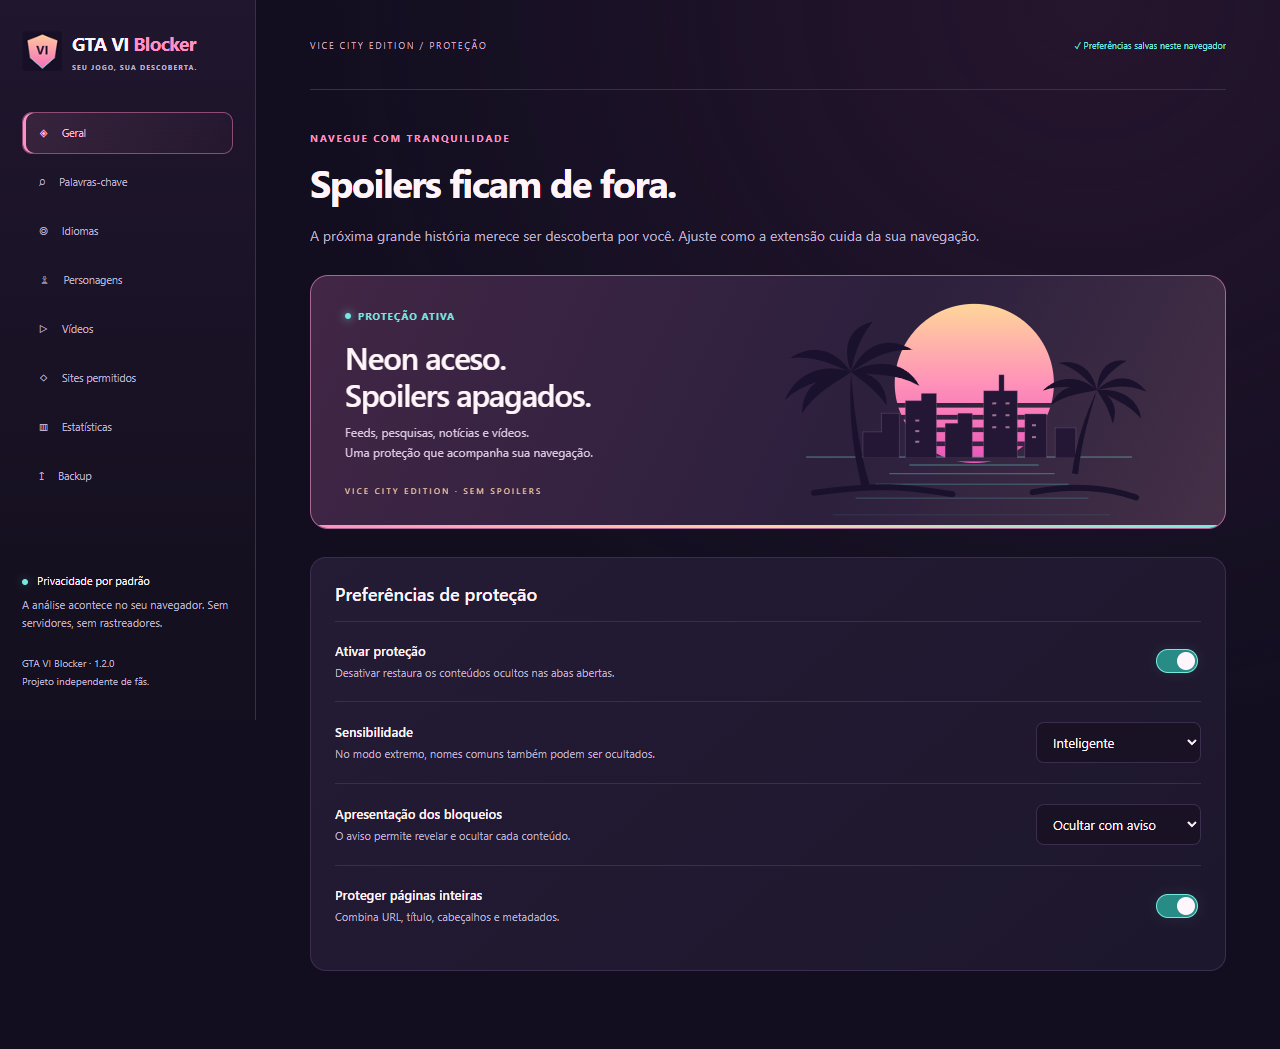 VI
GTA VI Blocker
SEU JOGO, SUA DESCOBERTA.
Geral
Palavras-chave
Idiomas
Personagens
Vídeos
Sites permitidos
Estatísticas
Backup
Privacidade por padrão
A análise acontece no seu navegador. Sem
servidores, sem rastreadores.
GTA VI Blocker · 1.2.0
Projeto independente de fãs.
VICE CITY EDITION / PROTEÇÃO
✓ Preferências salvas neste navegador
NAVEGUE COM TRANQUILIDADE
Spoilers ficam de fora.
A próxima grande história merece ser descoberta por você. Ajuste como a extensão cuida da sua navegação.
PROTEÇÃO ATIVA
Neon aceso.
Spoilers apagados.
Feeds, pesquisas, notícias e vídeos.
Uma proteção que acompanha sua navegação.
VICE CITY EDITION · SEM SPOILERS
Preferências de proteção
Ativar proteção
Desativar restaura os conteúdos ocultos nas abas abertas.
Sensibilidade
No modo extremo, nomes comuns também podem ser ocultados.
Inteligente
Apresentação dos bloqueios
O aviso permite revelar e ocultar cada conteúdo.
Ocultar com aviso
Proteger páginas inteiras
Combina URL, título, cabeçalhos e metadados.